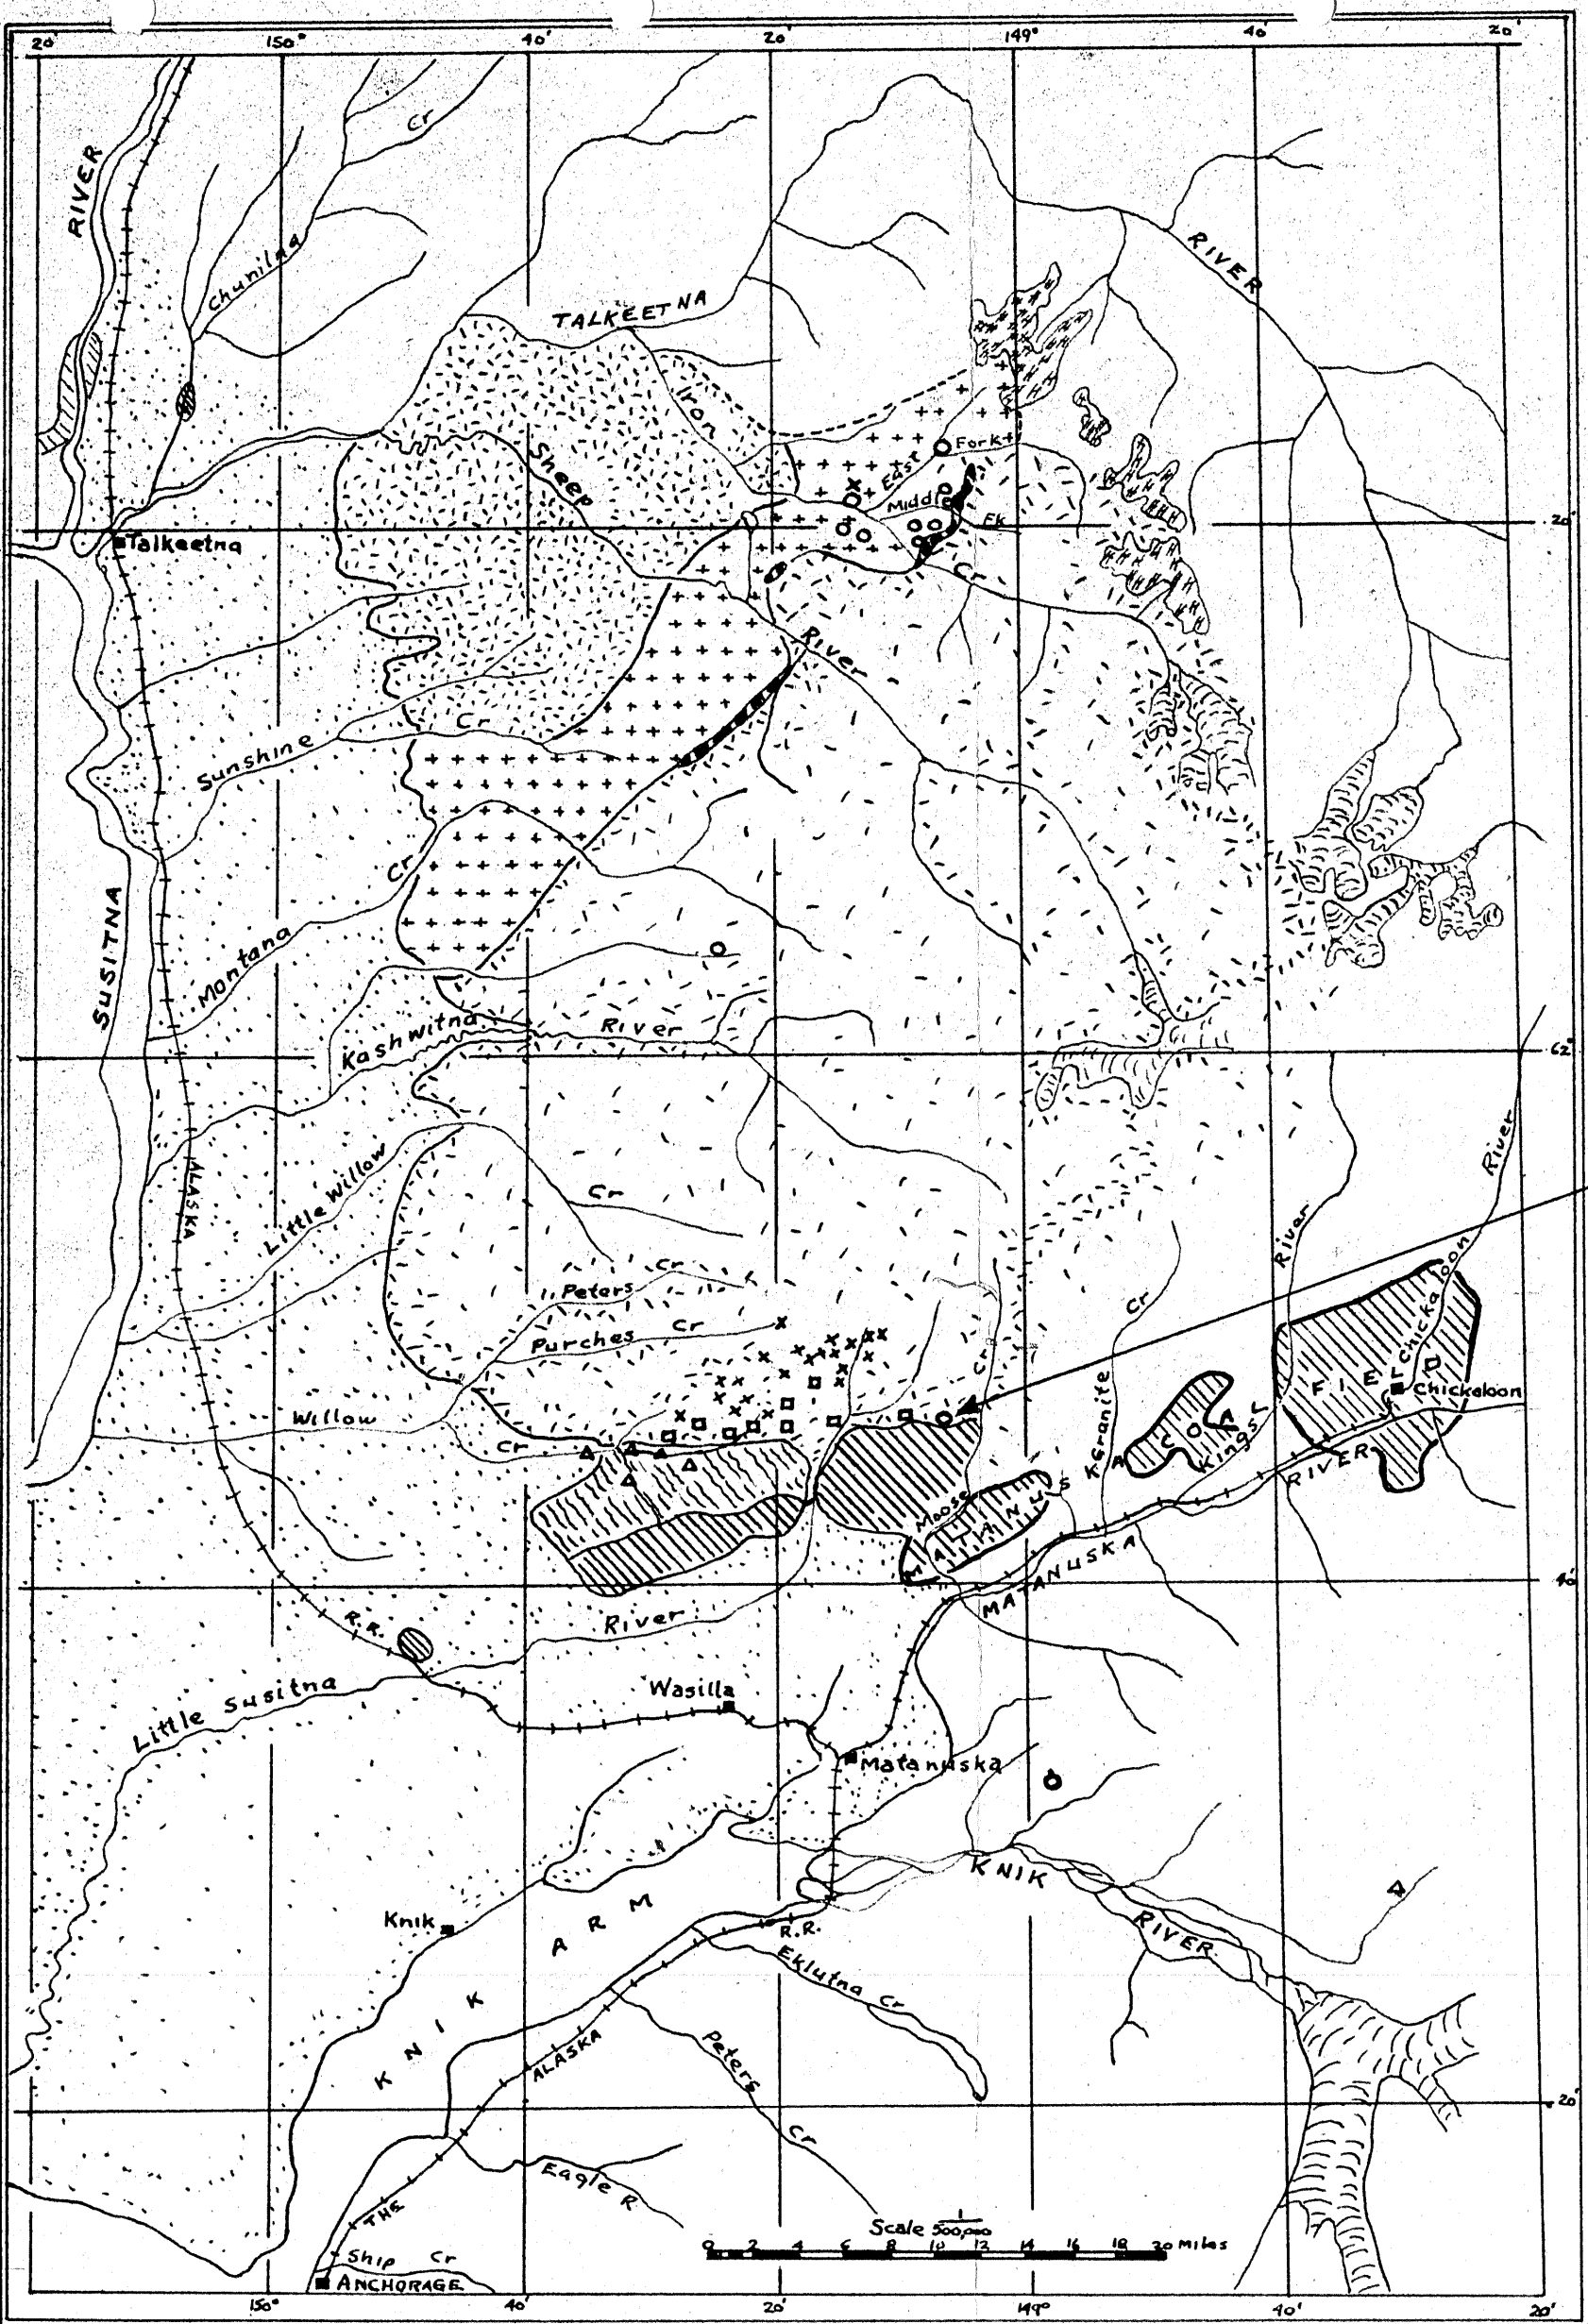 20' 150° 40' 20' 149° 40' 20'
RIVER
Cr
Chunilna
RIVER
TALKEETNA
Iron
Sheep
East Fork
Middle Fk
20'
Talkeetna
Cr
River
Sunshine Cr
Cr
Montana
SUSITNA
Kashwitna River
62°
ALASKA
Little Willow
Cr
River
River
Peters Cr
Purches Cr
Cr
Cr
Chickaloon
FIELD
Chickaloon
Willow
Cr
Granite
COAL
Kings
RIVER
Moose
MATANUSKA
MATANUSKA
40'
R.R.
River
Little Susitna
Wasilla
Matanuska
KNIK
Knik
ARM
R.R.
RIVER
Eklutna Cr
KNIK
ALASKA
Peters
20'
Cr
Eagle R
THE
Scale 1/500,000
0 2 4 6 8 10 12 14 16 18 20 Miles
Ship Cr
ANCHORAGE
150° 40' 20' 149° 40' 20'